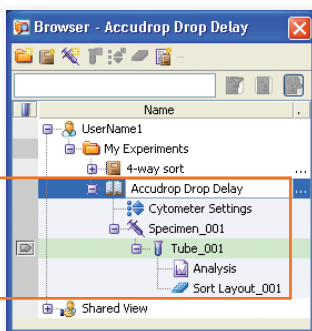 Browser - Accudrop Drop Delay
Name
UserName1
My Experiments
4-way sort ...
Accudrop Drop Delay ...
Cytometer Settings
Specimen_001
Tube_001
Analysis
Sort Layout_001
Shared View